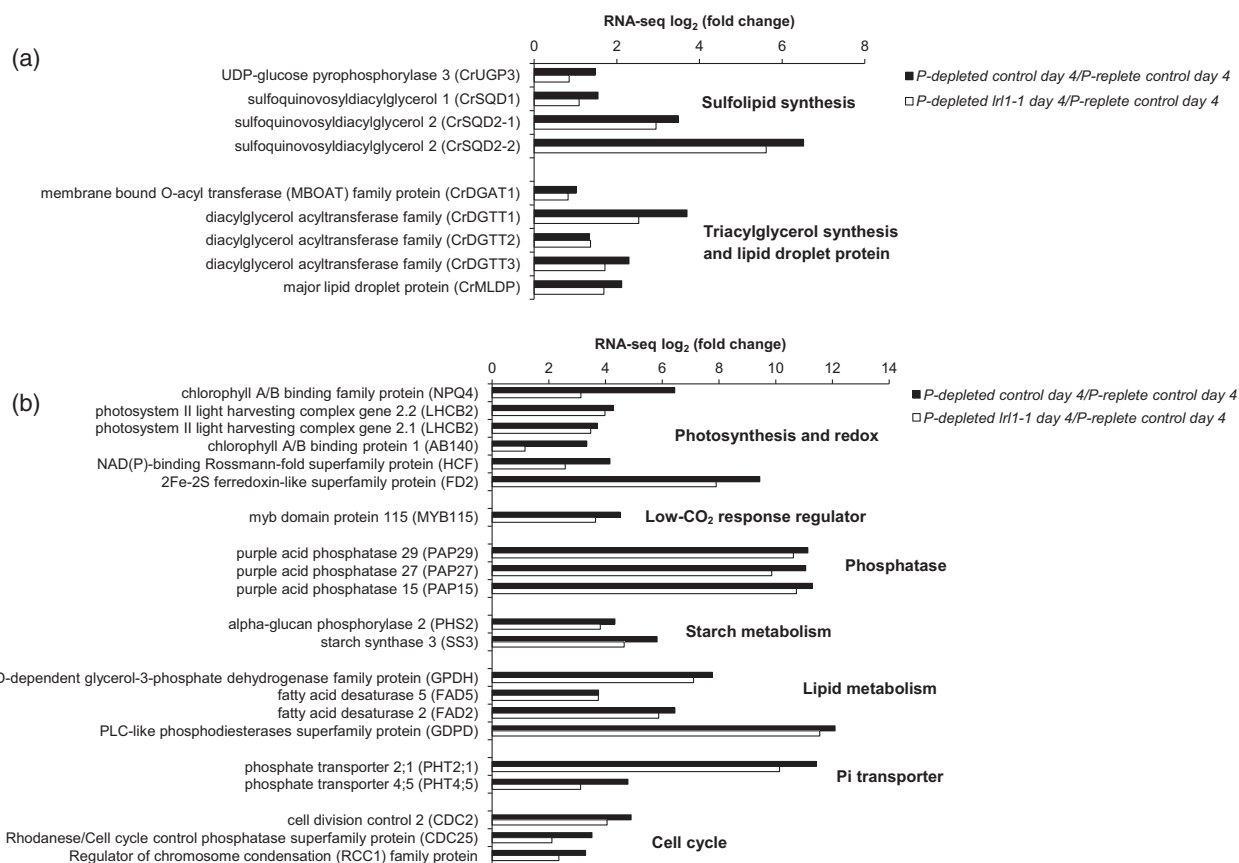 (a)
RNA-seq log2 (fold change)
0 2 4 6 8
UDP-glucose pyrophosphorylase 3 (CrUGP3)
sulfoquinovosyldiacylglycerol 1 (CrSQD1)
sulfoquinovosyldiacylglycerol 2 (CrSQD2-1)
sulfoquinovosyldiacylglycerol 2 (CrSQD2-2)
Sulfolipid synthesis
P-depleted control day 4/P-replete control day 4
P-depleted lrl1-1 day 4/P-replete control day 4
membrane bound O-acyl transferase (MBOAT) family protein (CrDGAT1)
diacylglycerol acyltransferase family (CrDGTT1)
diacylglycerol acyltransferase family (CrDGTT2)
diacylglycerol acyltransferase family (CrDGTT3)
major lipid droplet protein (CrMLDP)
Triacylglycerol synthesis
and lipid droplet protein
(b)
RNA-seq log2 (fold change)
0 2 4 6 8 10 12 14
chlorophyll A/B binding family protein (NPQ4)
photosystem II light harvesting complex gene 2.2 (LHCB2)
photosystem II light harvesting complex gene 2.1 (LHCB2)
chlorophyll A/B binding protein 1 (AB140)
NAD(P)-binding Rossmann-fold superfamily protein (HCF)
2Fe-2S ferredoxin-like superfamily protein (FD2)
Photosynthesis and redox
P-depleted control day 4/P-replete control day 4
P-depleted lrl1-1 day 4/P-replete control day 4
myb domain protein 115 (MYB115)
Low-CO2 response regulator
purple acid phosphatase 29 (PAP29)
purple acid phosphatase 27 (PAP27)
purple acid phosphatase 15 (PAP15)
Phosphatase
alpha-glucan phosphorylase 2 (PHS2)
starch synthase 3 (SS3)
Starch metabolism
D-dependent glycerol-3-phosphate dehydrogenase family protein (GPDH)
fatty acid desaturase 5 (FAD5)
fatty acid desaturase 2 (FAD2)
PLC-like phosphodiesterases superfamily protein (GDPD)
Lipid metabolism
phosphate transporter 2;1 (PHT2;1)
phosphate transporter 4;5 (PHT4;5)
Pi transporter
cell division control 2 (CDC2)
Rhodanese/Cell cycle control phosphatase superfamily protein (CDC25)
Regulator of chromosome condensation (RCC1) family protein
Cell cycle